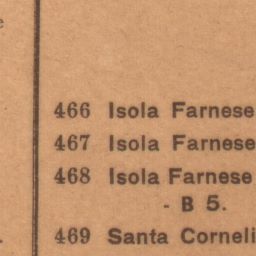 466 Isola Farnese
467 Isola Farnese
468 Isola Farnese
- B 5.
469 Santa Corneli